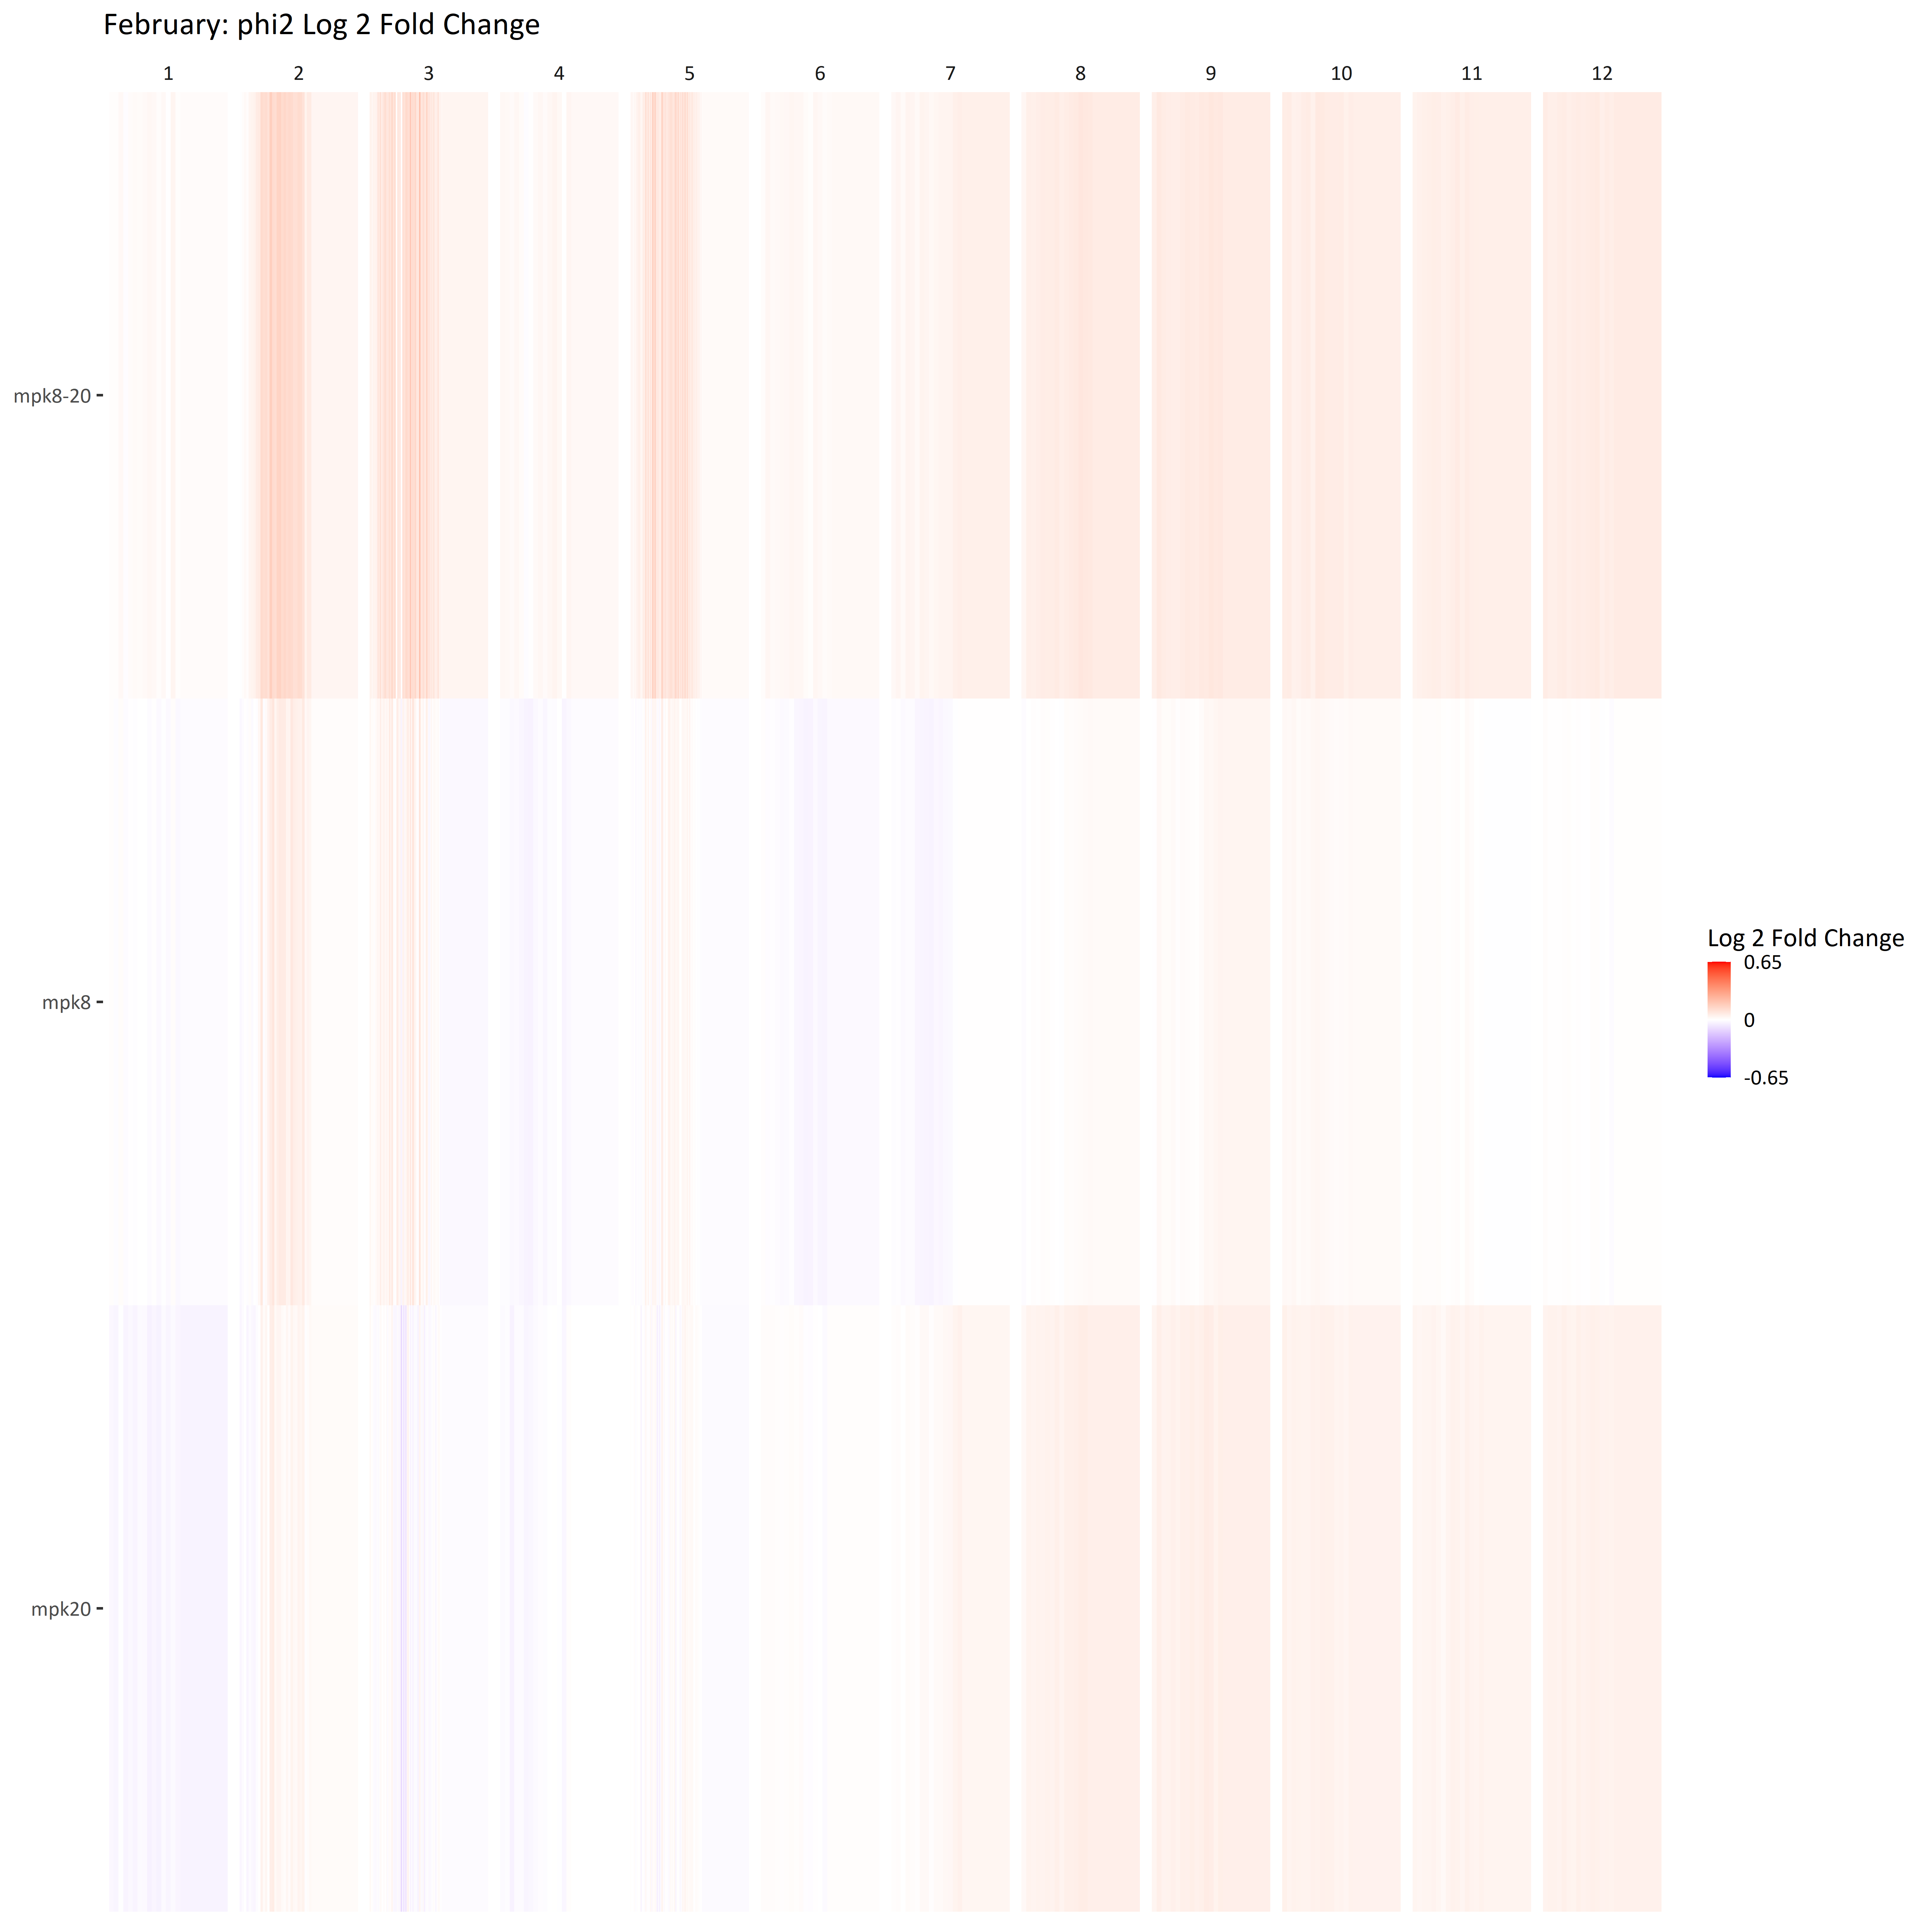 February: phi2 Log 2 Fold Change
1 2 3 4 5 6 7 8 9 10 11 12
mpk8-20
mpk8
mpk20
Log 2 Fold Change
0.65
0
-0.65